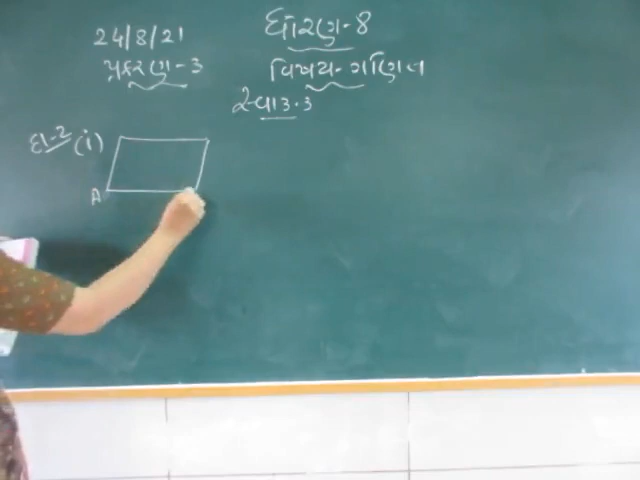 24/8/21
ધોરણ-8
પ્રકરણ-3
વિષય-ગણિત
સ્વા 3.3
દા-2 (i)
A